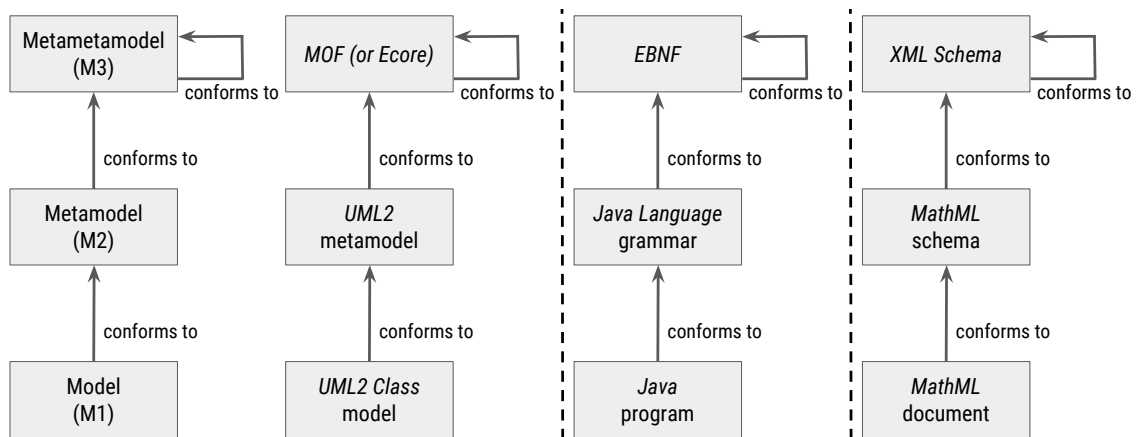 Metametamodel
(M3)
conforms to
MOF (or Ecore)
conforms to
EBNF
conforms to
XML Schema
conforms to
conforms to
conforms to
conforms to
conforms to
Metamodel
(M2)
UML2
metamodel
Java Language
grammar
MathML
schema
conforms to
conforms to
conforms to
conforms to
Model
(M1)
UML2 Class
model
Java
program
MathML
document